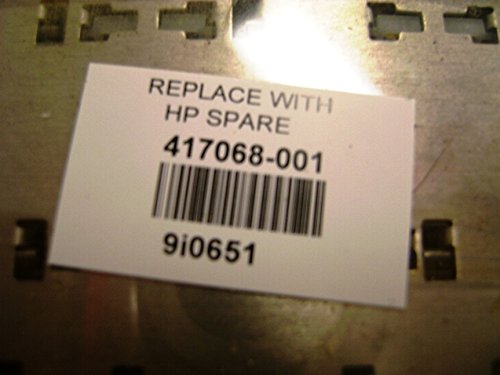 REPLACE WITH
HP SPARE
417068-001
9i0651